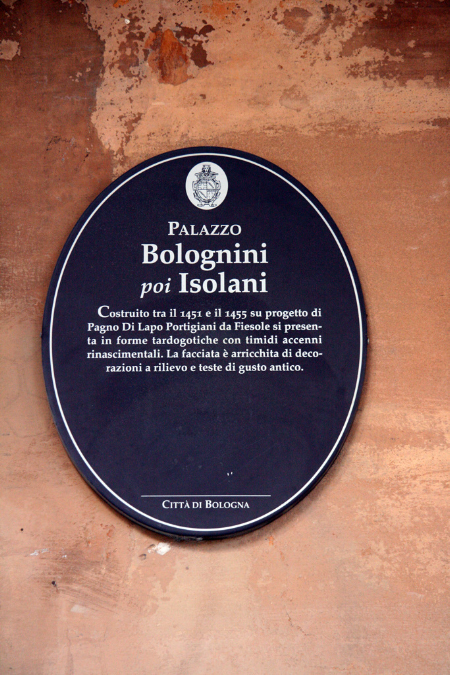 PALAZZO
Bolognini
poi Isolani
Costruito tra il 1451 e il 1455 su progetto di
Pagno Di Lapo Portigiani da Fiesole si presen-
ta in forme tardogotiche con timidi accenni
rinascimentali. La facciata è arricchita di deco-
razioni a rilievo e teste di gusto antico.
CITTÀ DI BOLOGNA